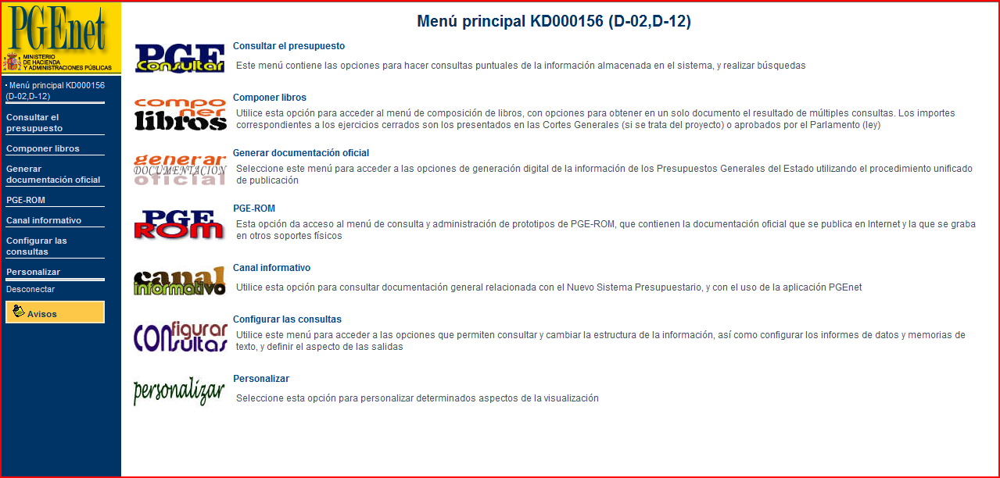 PGEnet
MINISTERIO
DE HACIENDA
Y ADMINISTRACIONES PÚBLICAS
· Menú principal KD000156
(D-02,D-12)
Consultar el
presupuesto
Componer libros
Generar
documentación oficial
PGE-ROM
Canal informativo
Configurar las
consultas
Personalizar
Desconectar
Avisos
Menú principal KD000156 (D-02,D-12)
PGE
Consultar
Consultar el presupuesto
Este menú contiene las opciones para hacer consultas puntuales de la información almacenada en el sistema, y realizar búsquedas
compo
ner
libros
Componer libros
Utilice esta opción para acceder al menú de composición de libros, con opciones para obtener en un solo documento el resultado de múltiples consultas. Los importes
correspondientes a los ejercicios cerrados son los presentados en las Cortes Generales (si se trata del proyecto) o aprobados por el Parlamento (ley)
generar
DOCUMENTACION
oficial
Generar documentación oficial
Seleccione este menú para acceder a las opciones de generación digital de la información de los Presupuestos Generales del Estado utilizando el procedimiento unificado
de publicación
PGE
ROM
PGE-ROM
Esta opción da acceso al menú de consulta y administración de prototipos de PGE-ROM, que contienen la documentación oficial que se publica en Internet y la que se graba
en otros soportes físicos
canal
informativo
Canal informativo
Utilice esta opción para consultar documentación general relacionada con el Nuevo Sistema Presupuestario, y con el uso de la aplicación PGEnet
configurar
consultas
Configurar las consultas
Utilice este menú para acceder a las opciones que permiten consultar y cambiar la estructura de la información, así como configurar los informes de datos y memorias de
texto, y definir el aspecto de las salidas
personalizar
Personalizar
Seleccione esta opción para personalizar determinados aspectos de la visualización